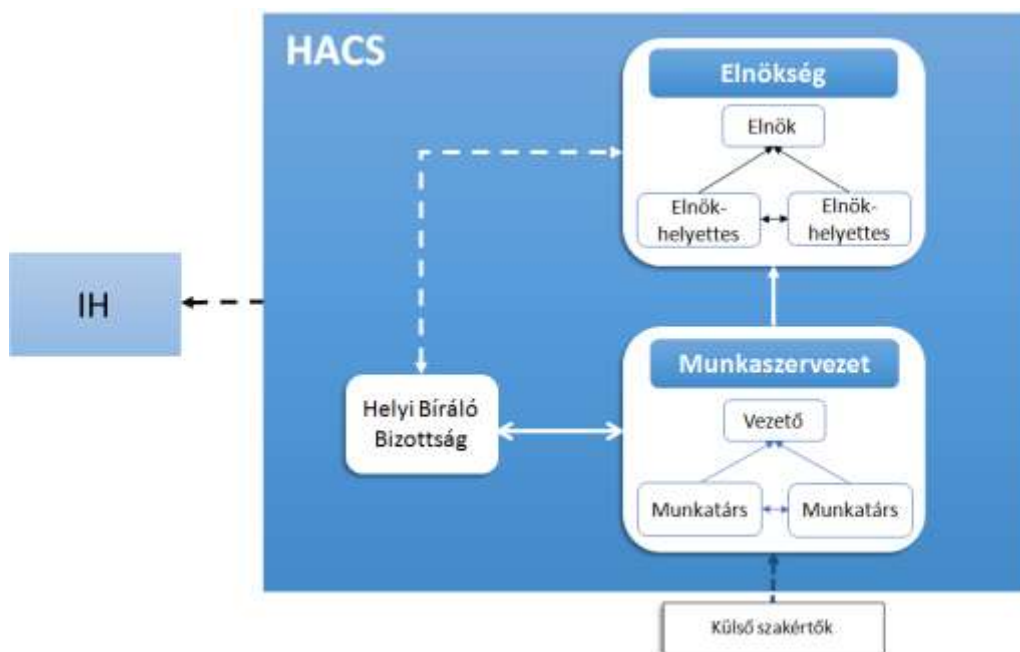 HACS
Elnökség
Elnök
Elnök-
helyettes
Elnök-
helyettes
IH
Helyi Bíráló
Bizottság
Munkaszervezet
Vezető
Munkatárs
Munkatárs
Külső szakértők